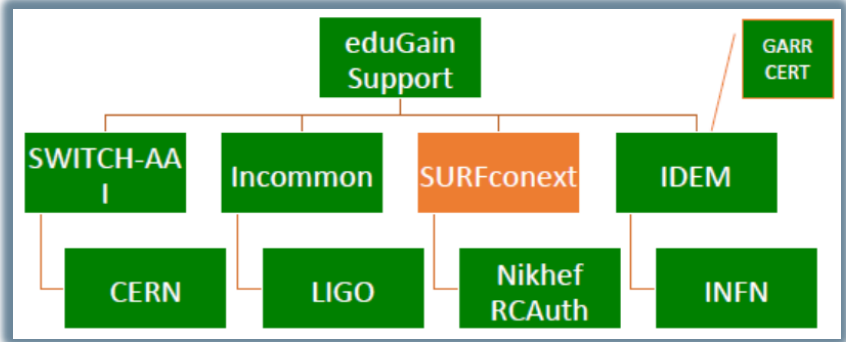 eduGain
Support
GARR
CERT
SWITCH-AA
I
Incommon
SURFconext
IDEM
CERN
LIGO
Nikhef
RCAuth
INFN